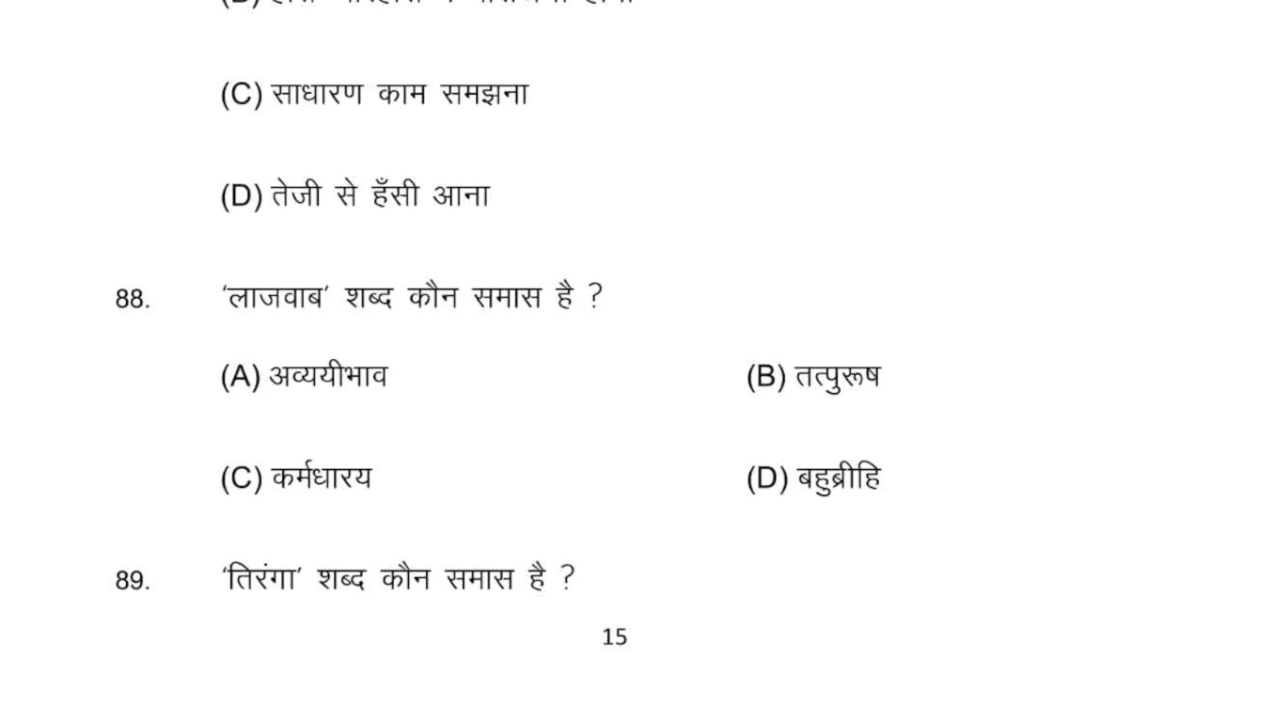 (C) साधारण काम समझना
(D) तेजी से हँसी आना
88. 'लाजवाब' शब्द कौन समास है ?
(A) अव्ययीभाव (B) तत्पुरूष
(C) कर्मधारय (D) बहुब्रीहि
89. 'तिरंगा' शब्द कौन समास है ?
15